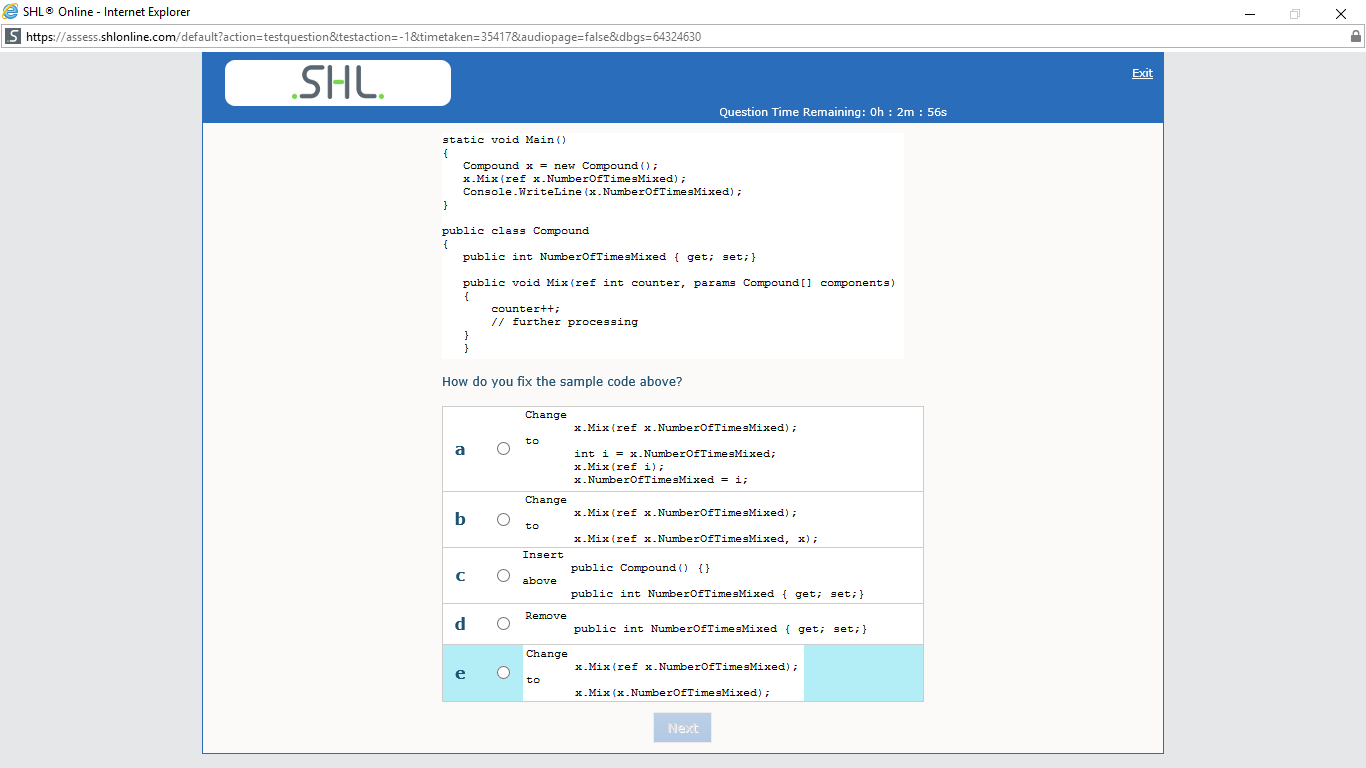 SHL® Online - Internet Explorer
https://assess.shlonline.com/default?action=testquestion&testaction=-1&timetaken=35417&audiopage=false&dbgs=64324630
SHL.
Exit
Question Time Remaining: 0h : 2m : 56s
static void Main()
{
Compound x = new Compound();
x.Mix(ref x.NumberOfTimesMixed);
Console.WriteLine(x.NumberOfTimesMixed);
}
public class Compound
{
public int NumberOfTimesMixed { get; set;}
public void Mix(ref int counter, params Compound[] components)
{
counter++;
// further processing
}
}
How do you fix the sample code above?
a
Change
x.Mix(ref x.NumberOfTimesMixed);
to
int i = x.NumberOfTimesMixed;
x.Mix(ref i);
x.NumberOfTimesMixed = i;
b
Change
x.Mix(ref x.NumberOfTimesMixed);
to
x.Mix(ref x.NumberOfTimesMixed, x);
c
Insert
public Compound() {}
above
public int NumberOfTimesMixed { get; set;}
d
Remove
public int NumberOfTimesMixed { get; set;}
e
Change
x.Mix(ref x.NumberOfTimesMixed);
to
x.Mix(x.NumberOfTimesMixed);
Next